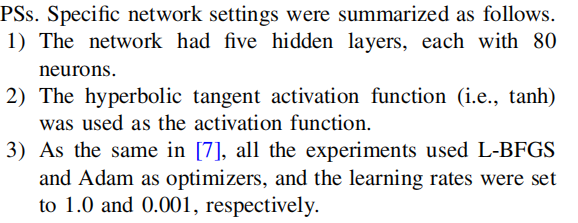 PSs. Specific network settings were summarized as follows.
1) The network had five hidden layers, each with 80
neurons.
2) The hyperbolic tangent activation function (i.e., tanh)
was used as the activation function.
3) As the same in [7], all the experiments used L-BFGS
and Adam as optimizers, and the learning rates were set
to 1.0 and 0.001, respectively.